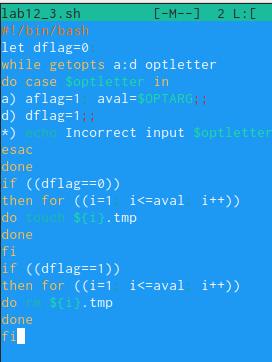 lab12_3.sh [-M--] 2 L:[
#!/bin/bash
let dflag=0
while getopts a:d optletter
do case $optletter in
a) aflag=1; aval=$OPTARG;;
d) dflag=1;;
*) echo Incorrect input $optletter
esac
done
if ((dflag==0))
then for ((i=1; i<=aval; i++))
do touch ${i}.tmp
done
fi
if ((dflag==1))
then for ((i=1; i<=aval; i++))
do rm ${i}.tmp
done
fi